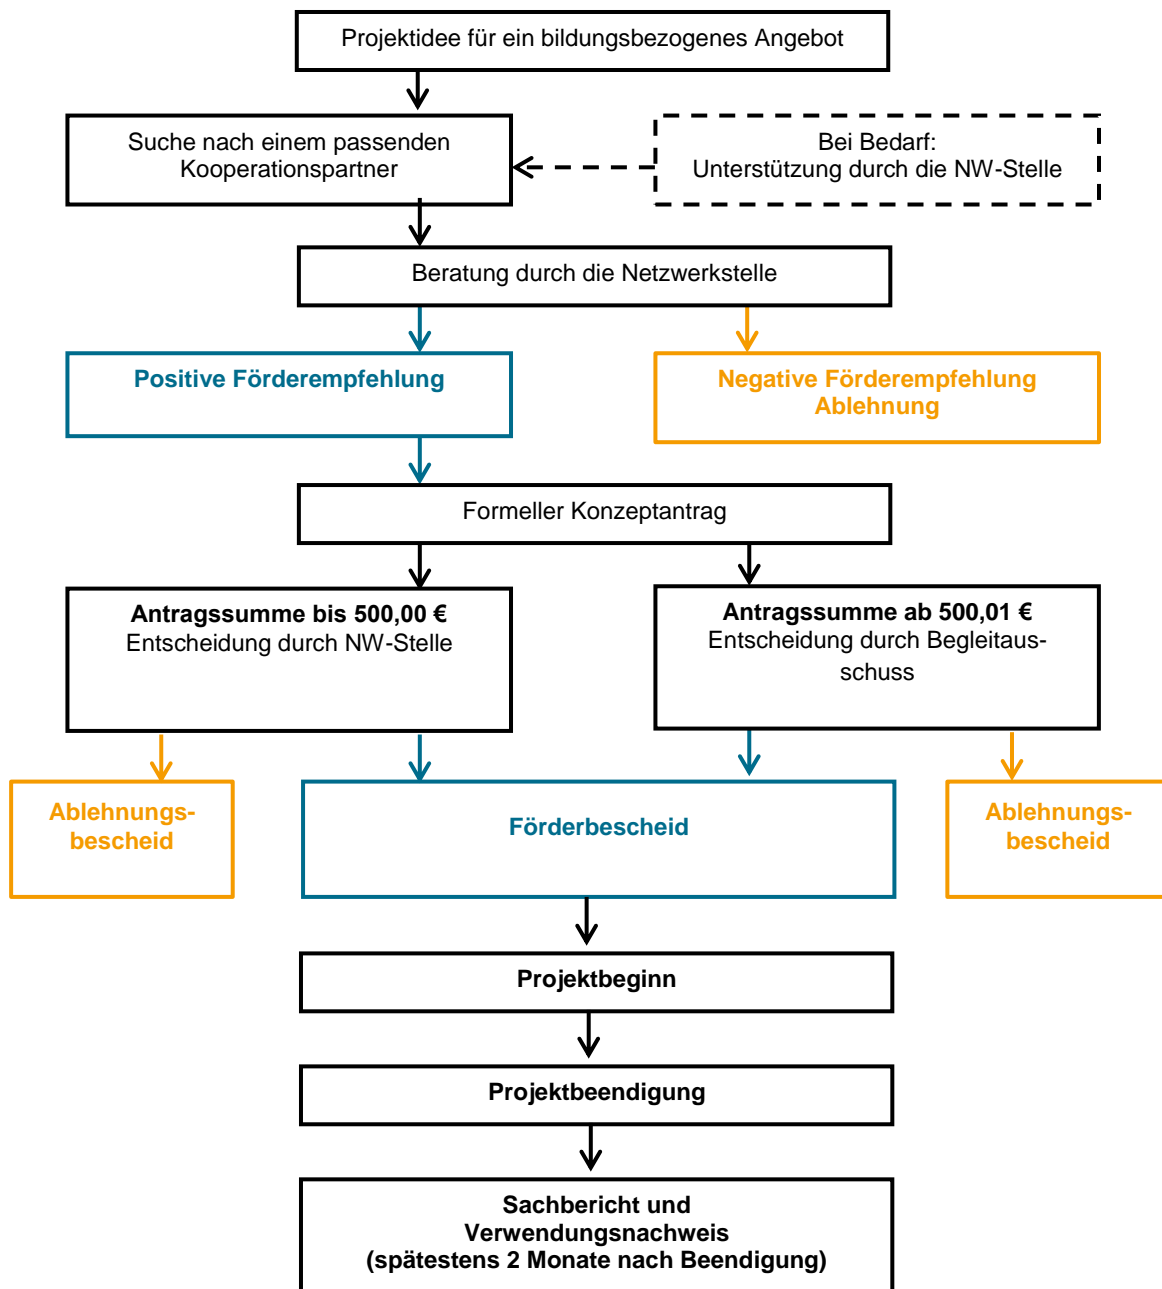 Projektidee für ein bildungsbezogenes Angebot
Suche nach einem passenden
Kooperationspartner
Bei Bedarf:
Unterstützung durch die NW-Stelle
Beratung durch die Netzwerkstelle
Positive Förderempfehlung
Negative Förderempfehlung
Ablehnung
Formeller Konzeptantrag
Antragssumme bis 500,00 €
Entscheidung durch NW-Stelle
Antragssumme ab 500,01 €
Entscheidung durch Begleitaus-
schuss
Ablehnungs-
bescheid
Förderbescheid
Ablehnungs-
bescheid
Projektbeginn
Projektbeendigung
Sachbericht und
Verwendungsnachweis
(spätestens 2 Monate nach Beendigung)